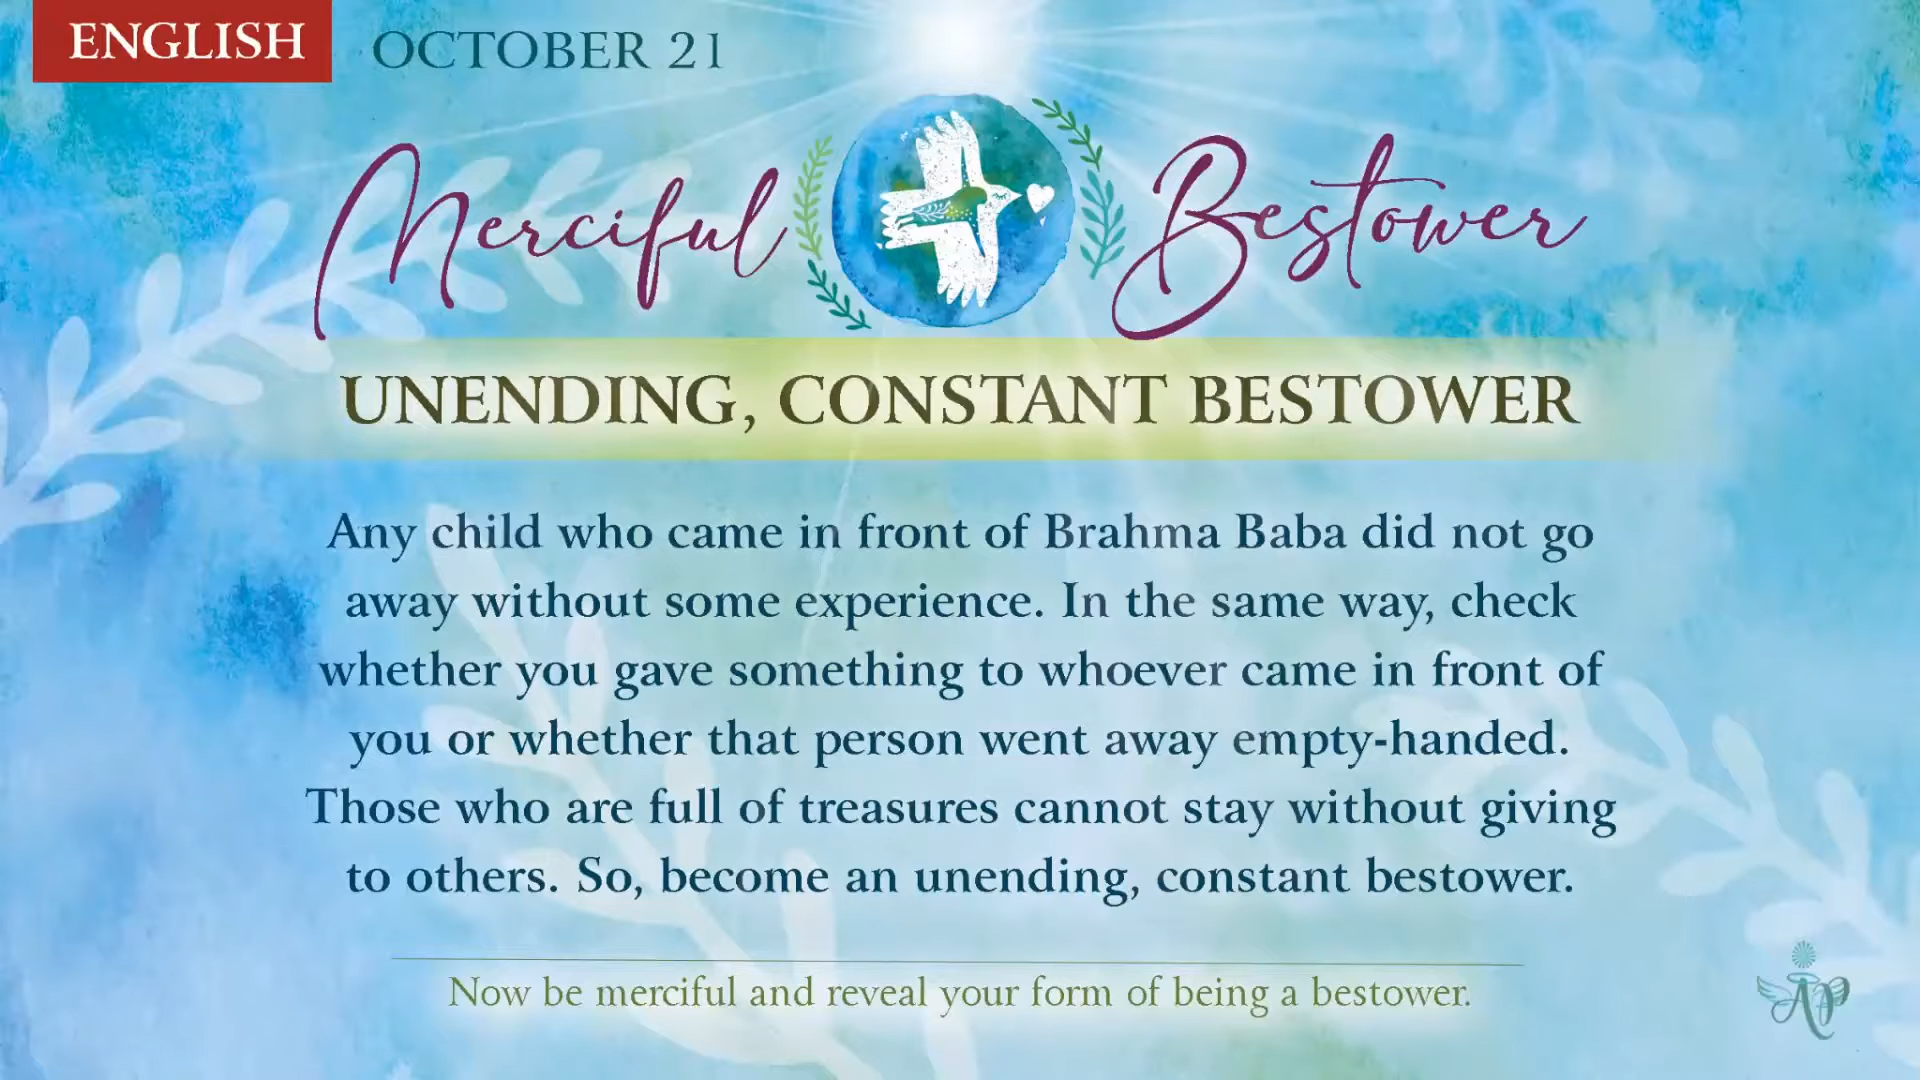 ENGLISH
OCTOBER 21
Merciful Bestower
UNENDING, CONSTANT BESTOWER
Any child who came in front of Brahma Baba did not go
away without some experience. In the same way, check
whether you gave something to whoever came in front of
you or whether that person went away empty-handed.
Those who are full of treasures cannot stay without giving
to others. So, become an unending, constant bestower.
Now be merciful and reveal your form of being a bestower.